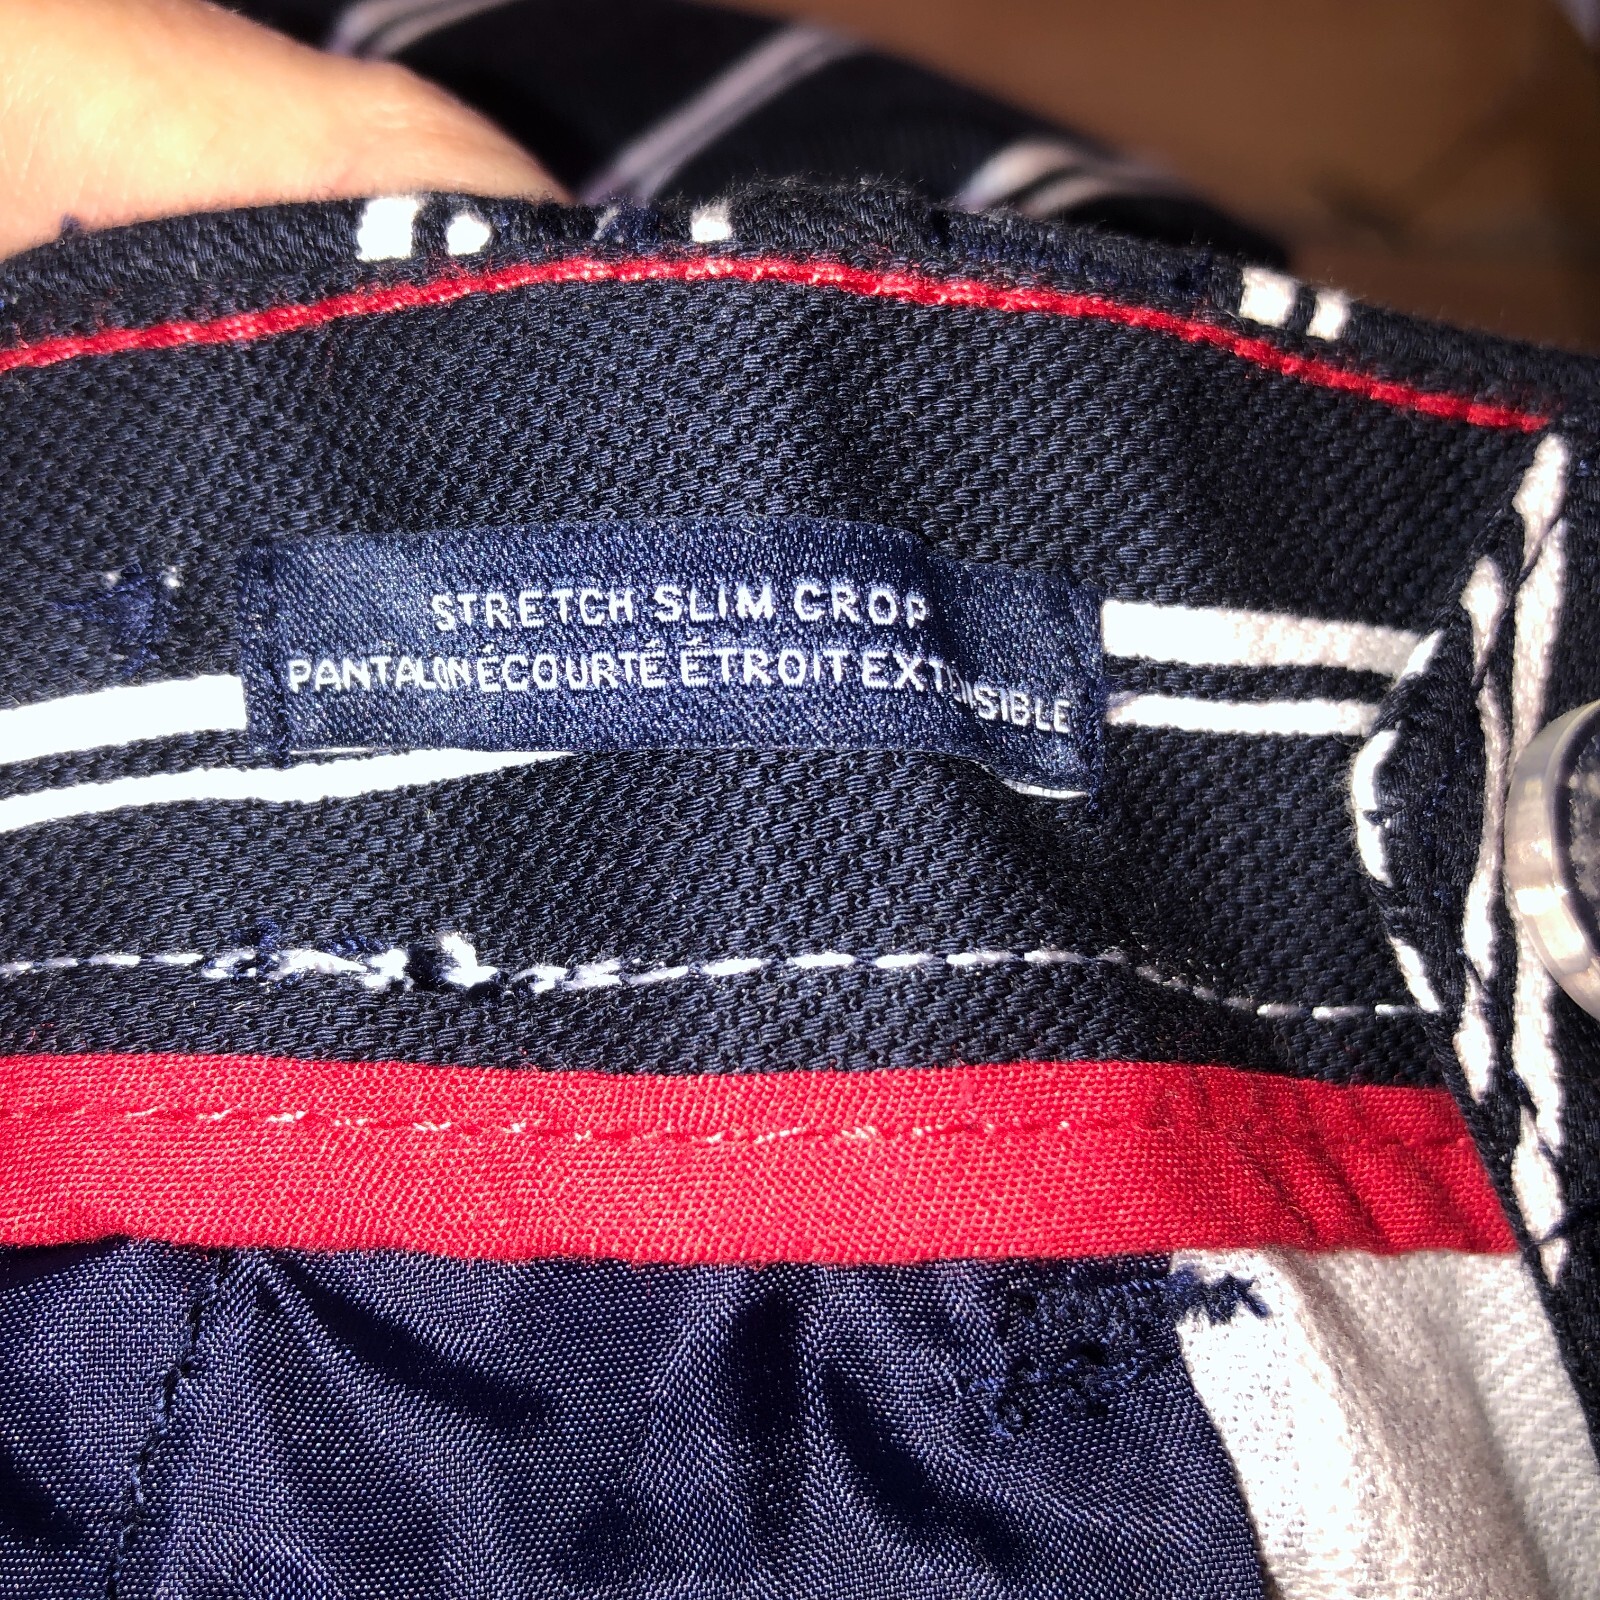 STRETCH SLIM CROP
PANTALON ÉCOURTÉ ÉTROIT EXTENSIBLE